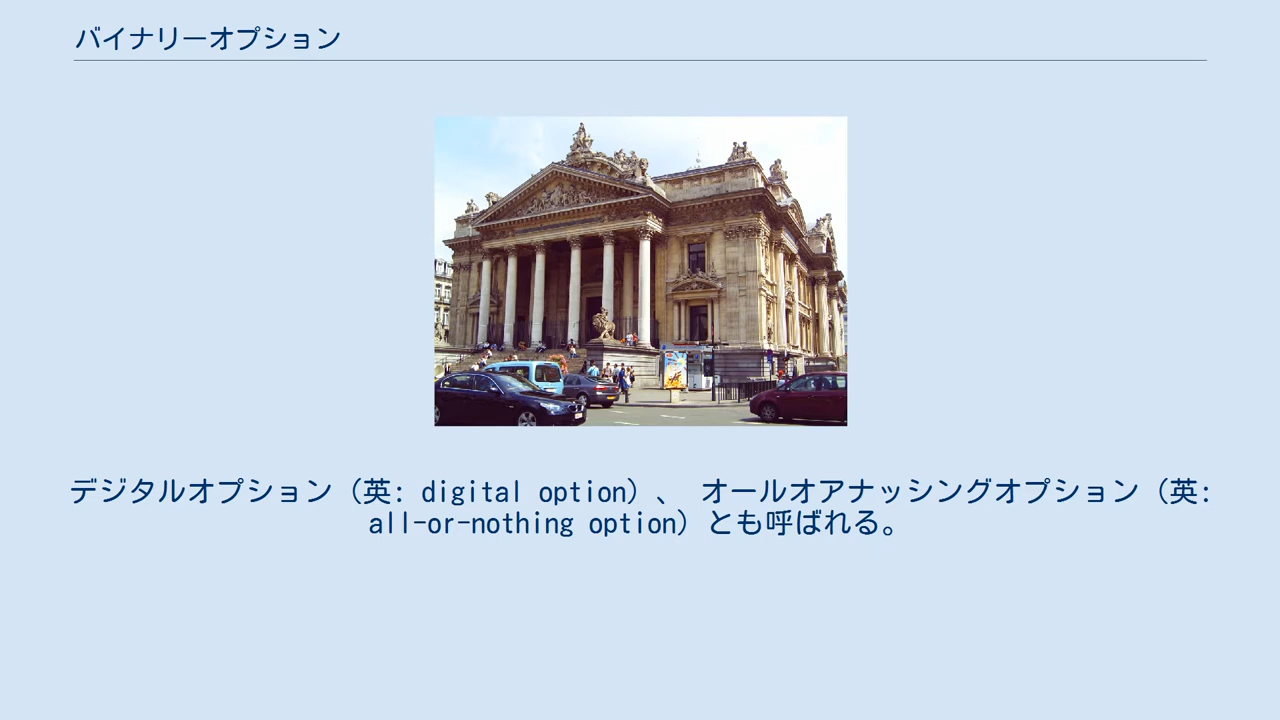 バイナリーオプション
デジタルオプション（英: digital option）、 オールオアナッシングオプション（英:
all-or-nothing option）とも呼ばれる。